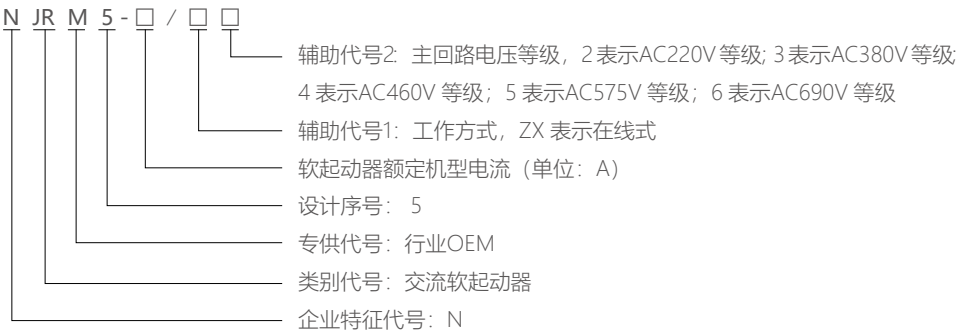 N JR M 5 - □ / □ □
辅助代号2: 主回路电压等级，2 表示AC220V 等级; 3 表示AC380V 等级;
4 表示AC460V 等级；5 表示AC575V 等级；6 表示AC690V 等级
辅助代号1: 工作方式，ZX 表示在线式
软起动器额定机型电流（单位：A）
设计序号： 5
专供代号：行业OEM
类别代号：交流软起动器
企业特征代号：N